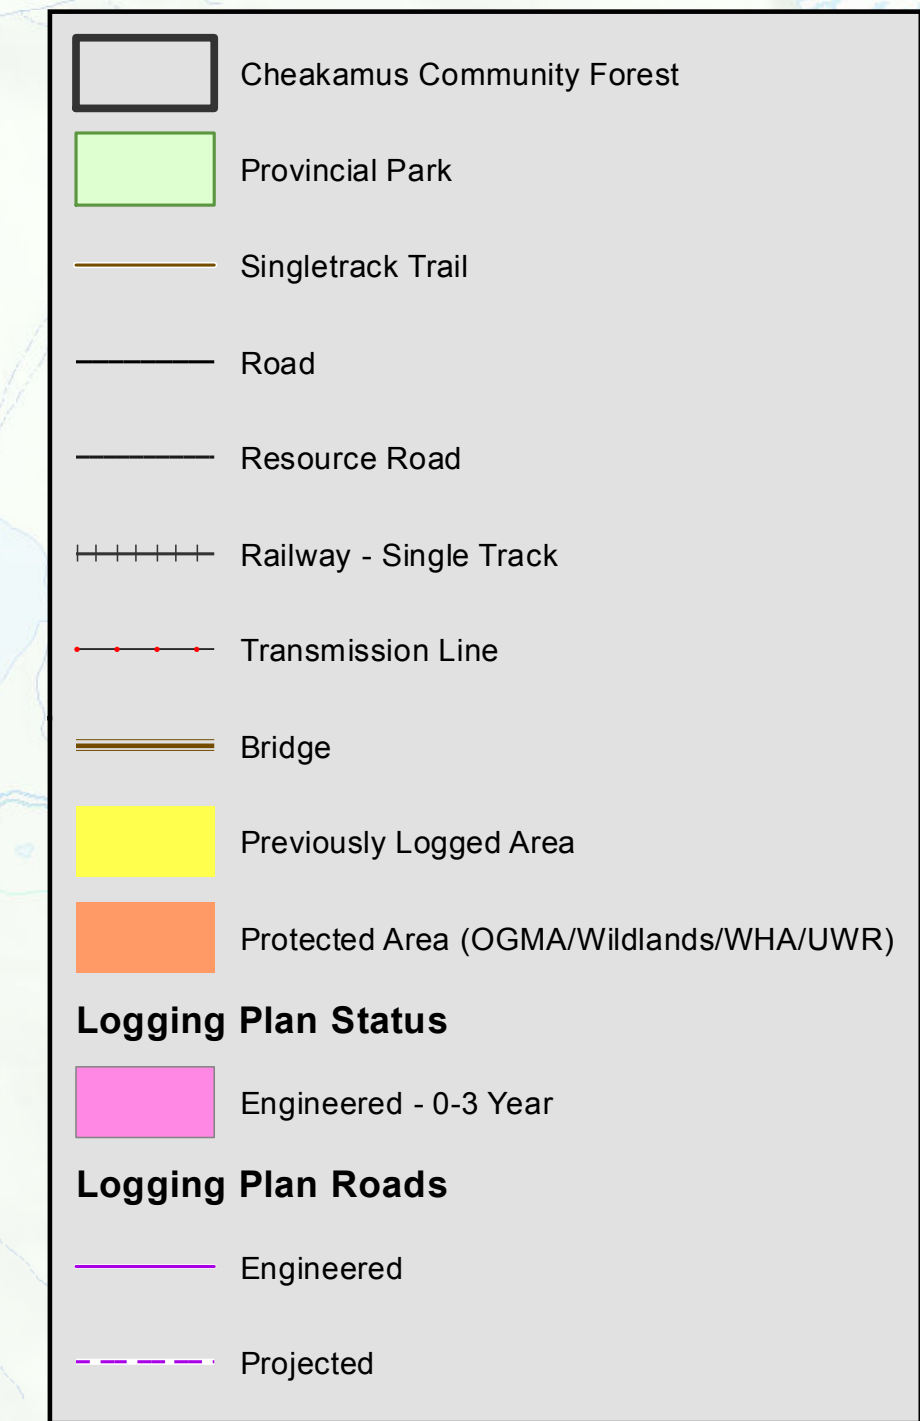 Cheakamus Community Forest
Provincial Park
Singletrack Trail
Road
Resource Road
Railway - Single Track
Transmission Line
Bridge
Previously Logged Area
Protected Area (OGMA/Wildlands/WHA/UWR)
Logging Plan Status
Engineered - 0-3 Year
Logging Plan Roads
Engineered
Projected